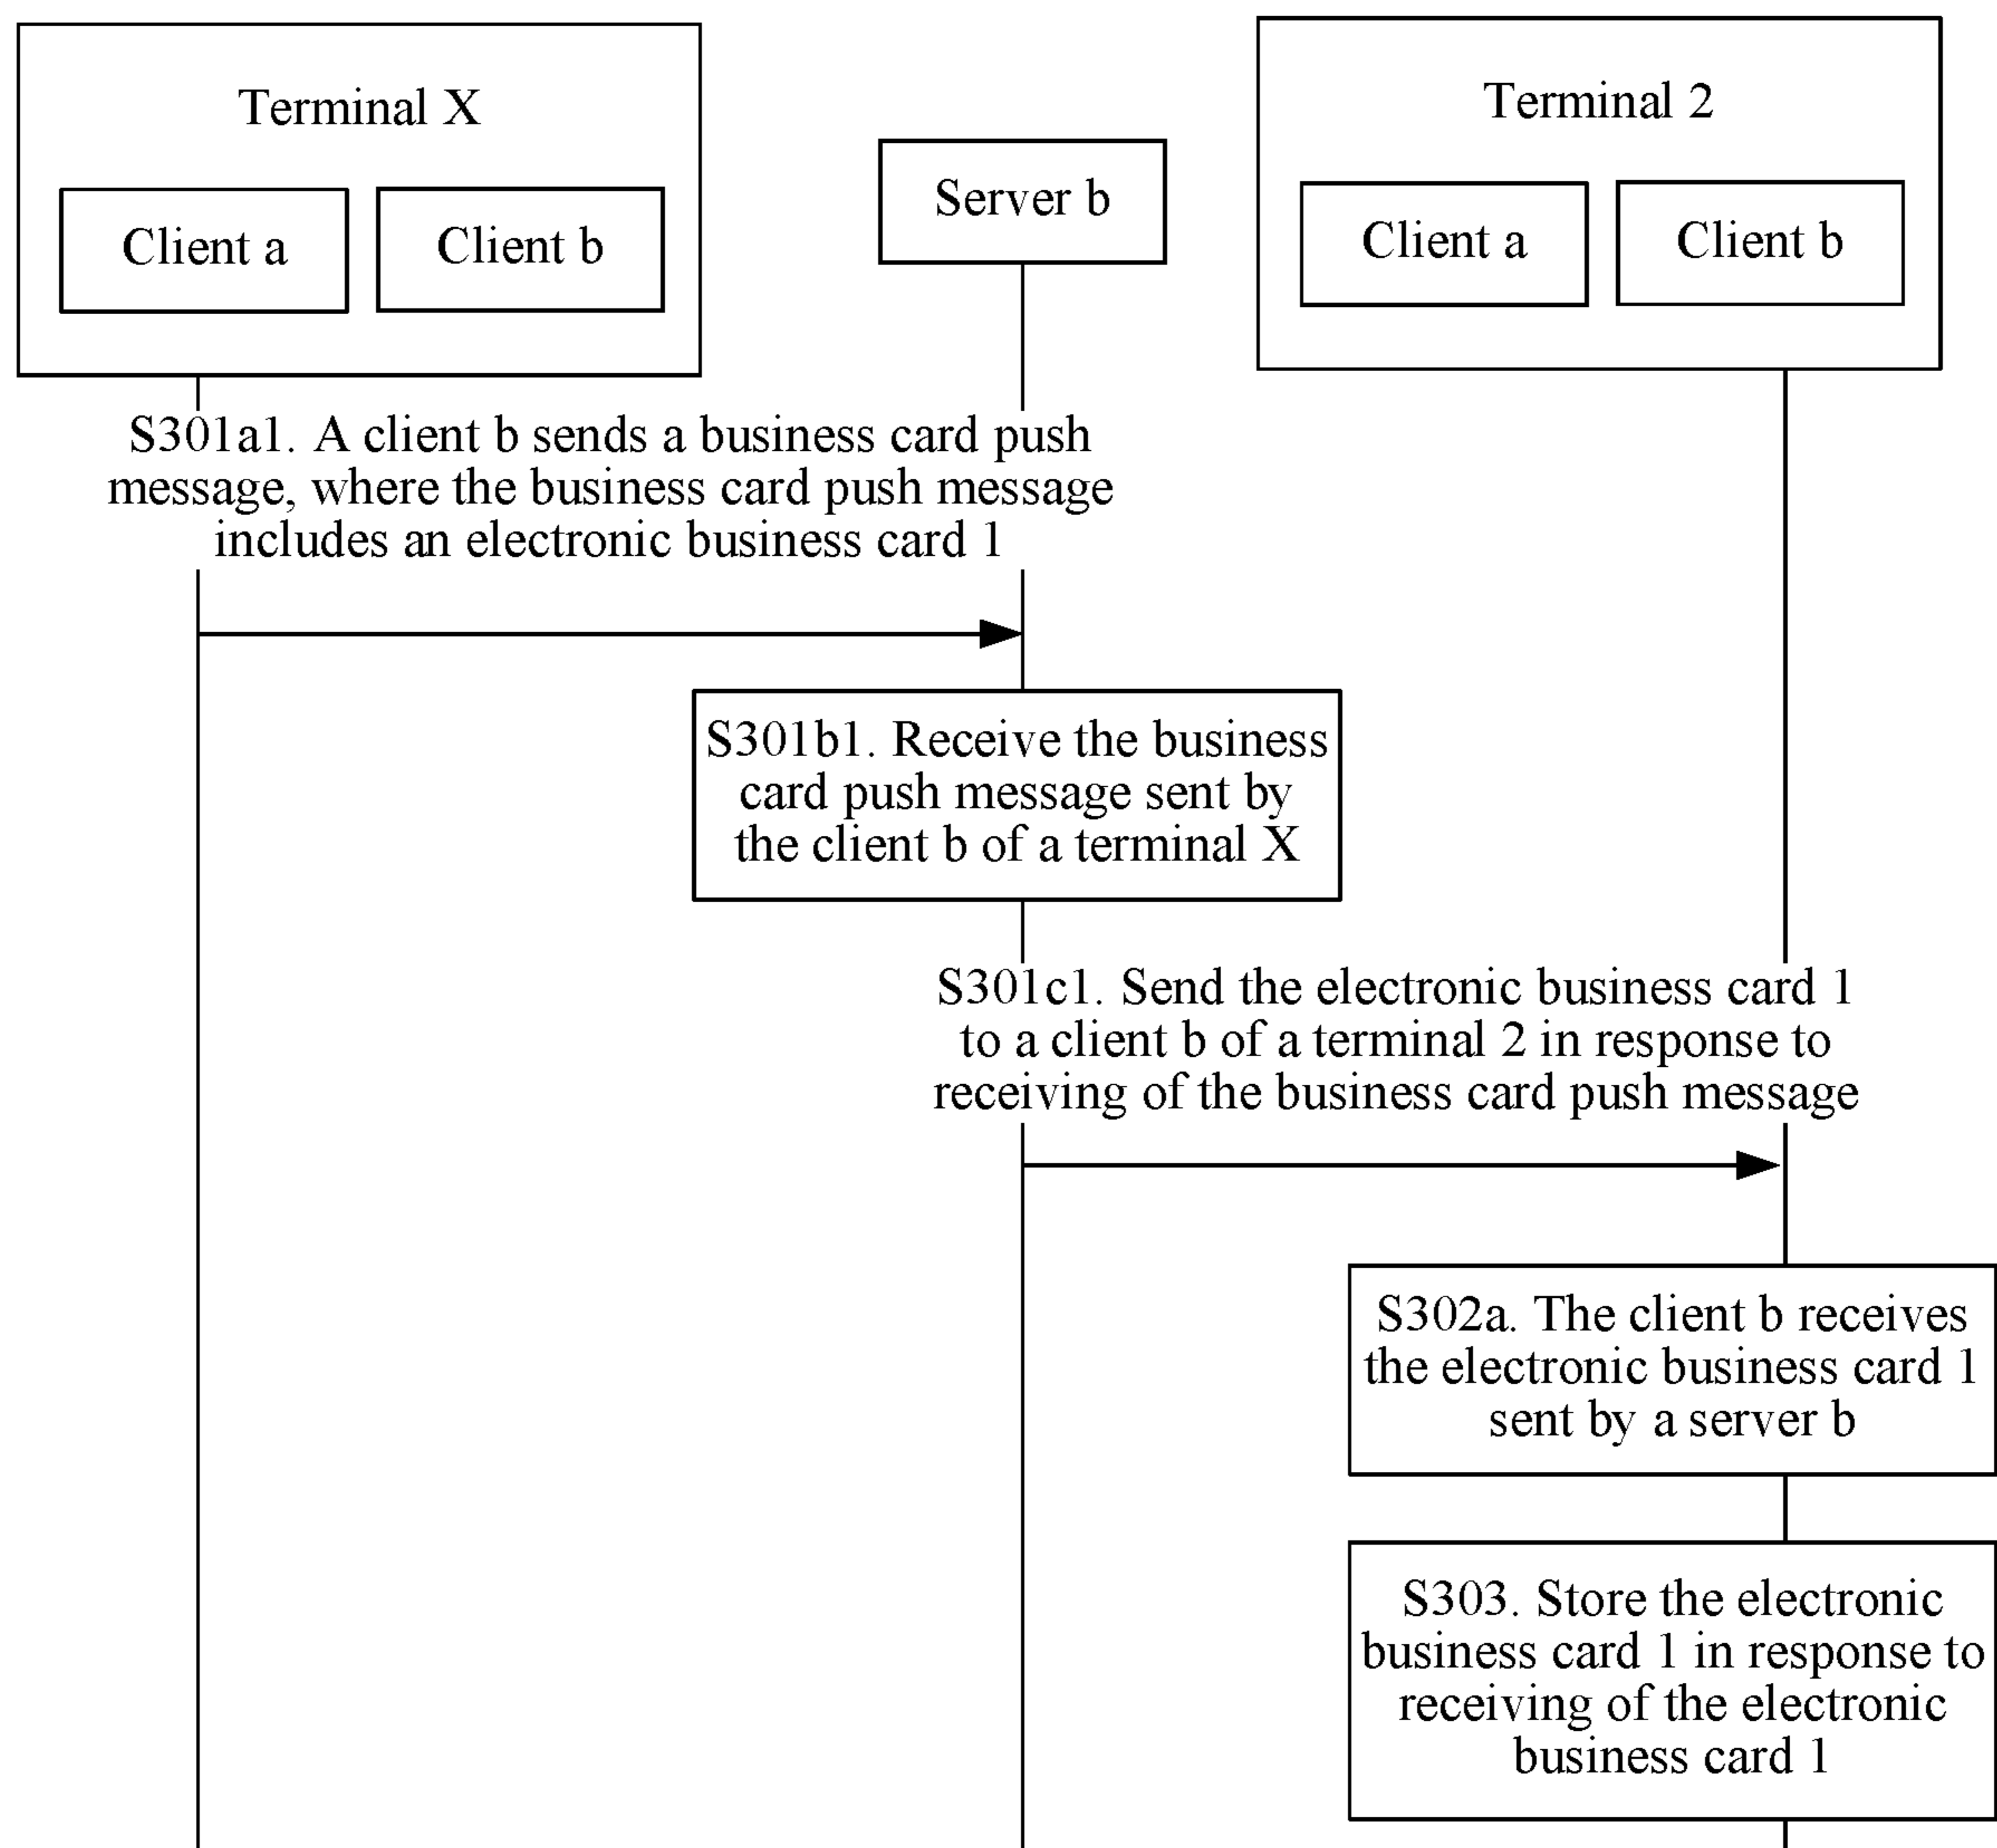 Terminal X
Client a
Client b
Server b
Terminal 2
Client a
Client b
S301a1. A client b sends a business card push
message, where the business card push message
includes an electronic business card 1
S301b1. Receive the business
card push message sent by
the client b of a terminal X
S301c1. Send the electronic business card 1
to a client b of a terminal 2 in response to
receiving of the business card push message
S302a. The client b receives
the electronic business card 1
sent by a server b
S303. Store the electronic
business card 1 in response to
receiving of the electronic
business card 1